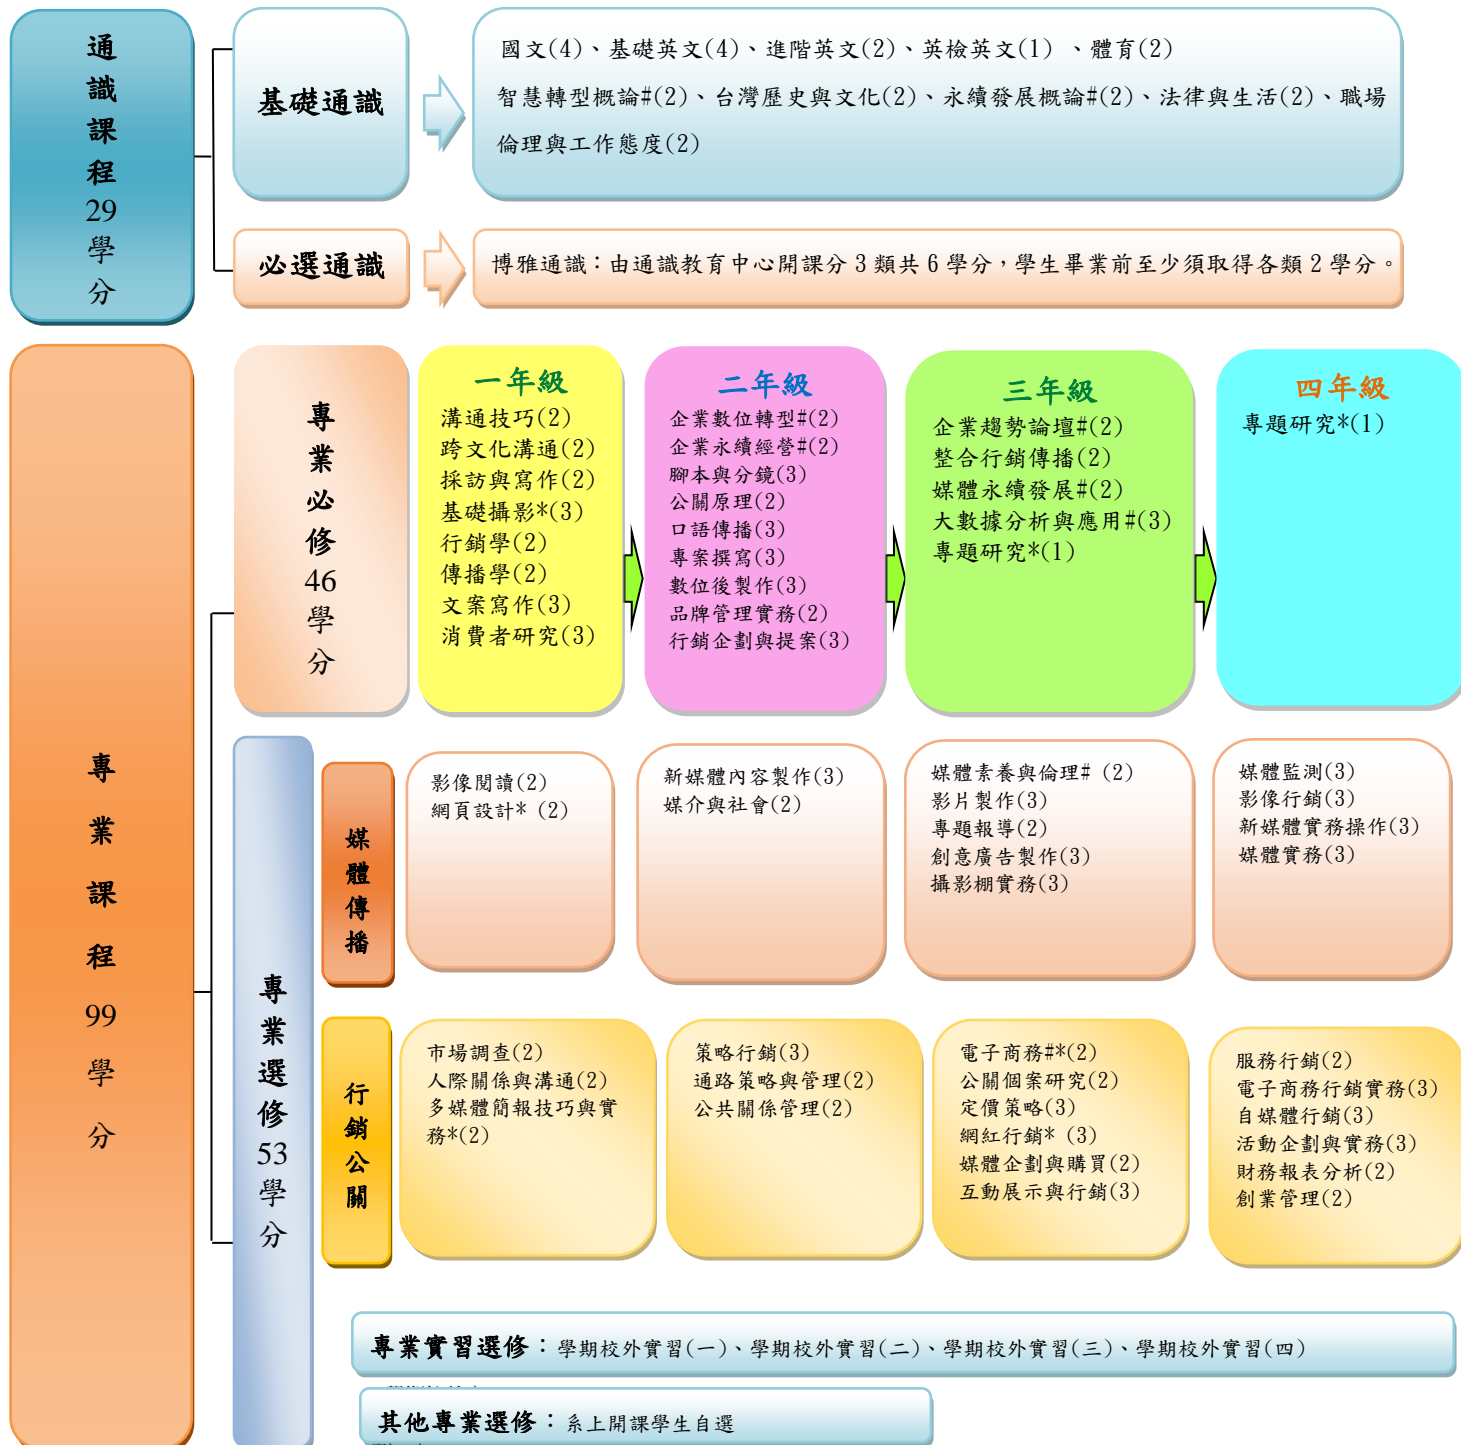 通識課程29學分
基礎通識
國文(4)、基礎英文(4)、進階英文(2)、英檢英文(1) 、體育(2)
智慧轉型概論#(2)、台灣歷史與文化(2)、永續發展概論#(2)、法律與生活(2)、職場
倫理與工作態度(2)
必選通識
博雅通識：由通識教育中心開課分 3 類共 6 學分，學生畢業前至少須取得各類 2 學分。
專業課程99學分
專業必修46學分
一年級
溝通技巧(2)
跨文化溝通(2)
採訪與寫作(2)
基礎攝影*(3)
行銷學(2)
傳播學(2)
文案寫作(3)
消費者研究(3)
二年級
企業數位轉型#(2)
企業永續經營#(2)
腳本與分鏡(3)
公關原理(2)
口語傳播(3)
專案撰寫(3)
數位後製作(3)
品牌管理實務(2)
行銷企劃與提案(3)
三年級
企業趨勢論壇#(2)
整合行銷傳播(2)
媒體永續發展#(2)
大數據分析與應用#(3)
專題研究*(1)
四年級
專題研究*(1)
專業選修53學分
媒體傳播
影像閱讀(2)
網頁設計* (2)
新媒體內容製作(3)
媒介與社會(2)
媒體素養與倫理# (2)
影片製作(3)
專題報導(2)
創意廣告製作(3)
攝影棚實務(3)
媒體監測(3)
影像行銷(3)
新媒體實務操作(3)
媒體實務(3)
行銷公關
市場調查(2)
人際關係與溝通(2)
多媒體簡報技巧與實
務*(2)
策略行銷(3)
通路策略與管理(2)
公共關係管理(2)
電子商務#*(2)
公關個案研究(2)
定價策略(3)
網紅行銷* (3)
媒體企劃與購買(2)
互動展示與行銷(3)
服務行銷(2)
電子商務行銷實務(3)
自媒體行銷(3)
活動企劃與實務(3)
財務報表分析(2)
創業管理(2)
專業實習選修：學期校外實習(一)、學期校外實習(二)、學期校外實習(三)、學期校外實習(四)
其他專業選修：系上開課學生自選